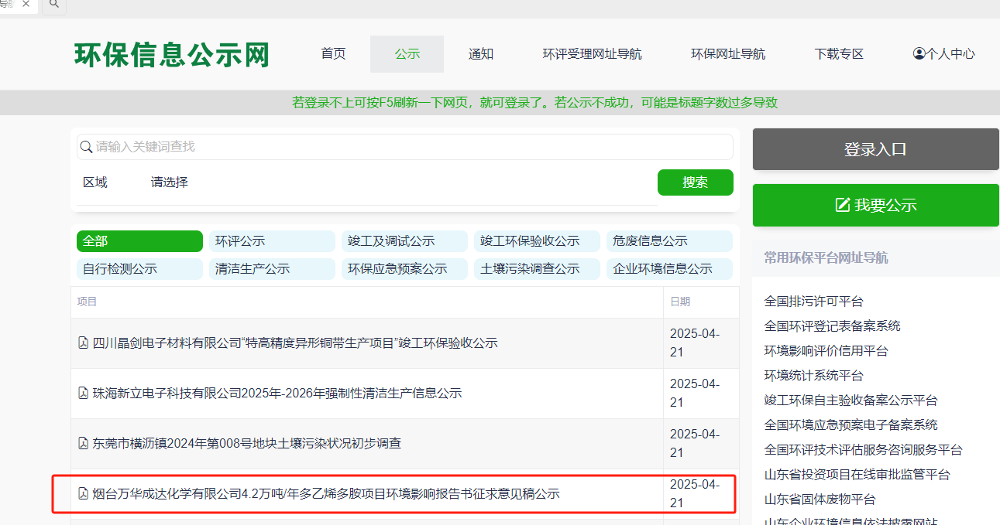 导航
环保信息公示网
首页 公示 通知 环评受理网址导航 环保网址导航 下载专区 个人中心
若登录不上可按F5刷新一下网页，就可登录了。若公示不成功，可能是标题字数过多导致
请输入关键词查找
区域 请选择 搜索
登录入口
我要公示
全部 环评公示 竣工及调试公示 竣工环保验收公示 危废信息公示
自行检测公示 清洁生产公示 环保应急预案公示 土壤污染调查公示 企业环境信息公示
项目 日期
四川晶剑电子材料有限公司“特高精度异形铜带生产项目”竣工环保验收公示 2025-04-
21
珠海新立电子科技有限公司2025年-2026年强制性清洁生产信息公示 2025-04-
21
东莞市横沥镇2024年第008号地块土壤污染状况初步调查 2025-04-
21
烟台万华成达化学有限公司4.2万吨/年多乙烯多胺项目环境影响报告书征求意见稿公示 2025-04-
21
常用环保平台网址导航
全国排污许可平台
全国环评登记表备案系统
环境影响评价信用平台
环境统计系统平台
竣工环保自主验收备案公示平台
全国环境应急预案电子备案系统
全国环评技术评估服务咨询服务平台
山东省投资项目在线审批监管平台
山东省固体废物平台
山东企业环境信息依法披露网站